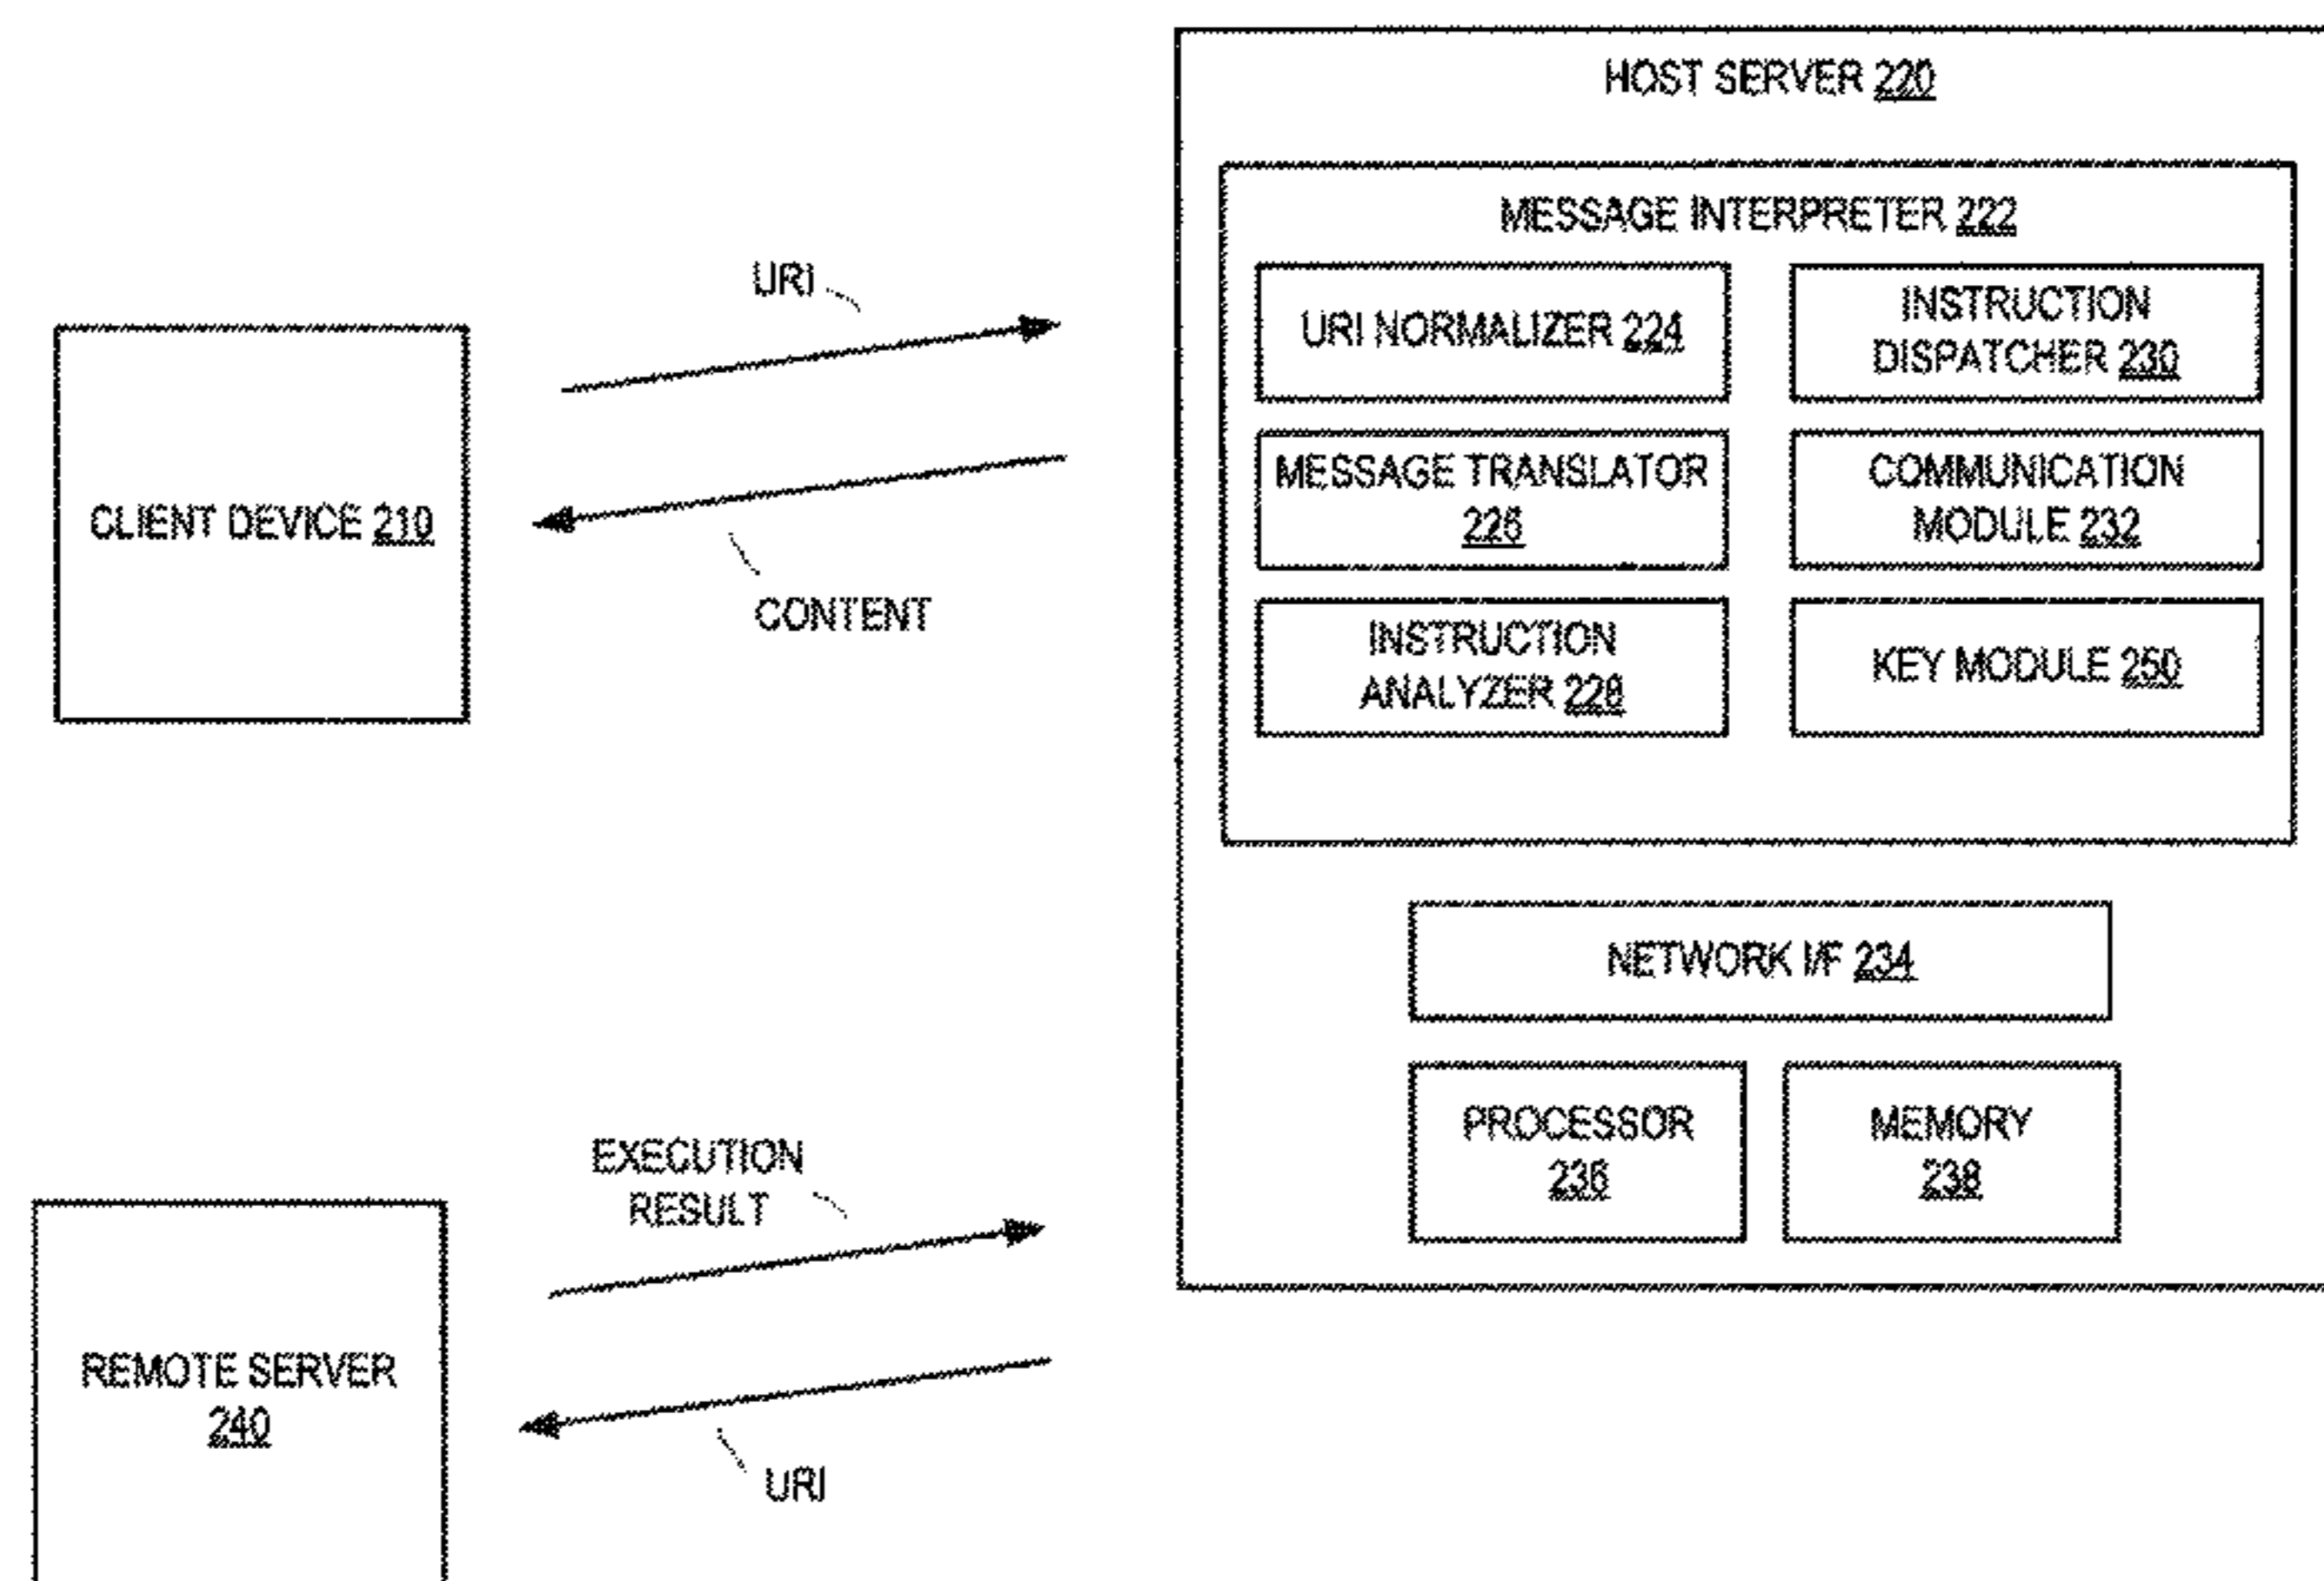 HOST SERVER 220
MESSAGE INTERPRETER 222
URI NORMALIZER 224
INSTRUCTION
DISPATCHER 230
MESSAGE TRANSLATOR
226
COMMUNICATION
MODULE 232
INSTRUCTION
ANALYZER 228
KEY MODULE 250
NETWORK I/F 234
PROCESSOR
236
MEMORY
238
URI
CLIENT DEVICE 210
CONTENT
EXECUTION
RESULT
REMOTE SERVER
240
URI